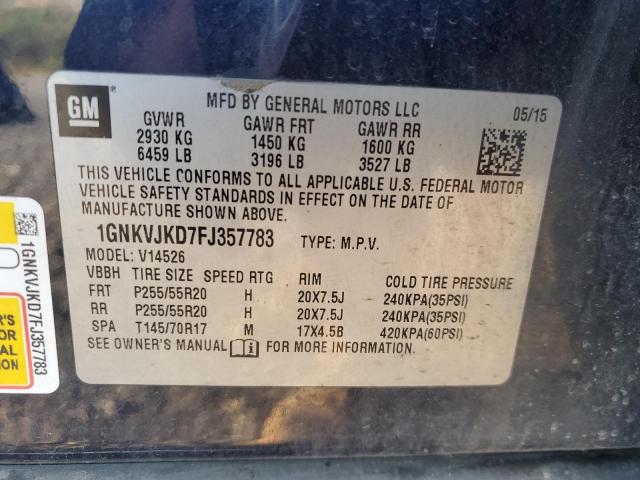 GM
MFD BY GENERAL MOTORS LLC
05/15
GVWR GAWR FRT GAWR RR
2930 KG 1450 KG 1600 KG
6459 LB 3196 LB 3527 LB
THIS VEHICLE CONFORMS TO ALL APPLICABLE U.S. FEDERAL MOTOR
VEHICLE SAFETY STANDARDS IN EFFECT ON THE DATE OF
MANUFACTURE SHOWN ABOVE.
1GNKVJKD7FJ357783 TYPE: M.P.V.
MODEL: V14526
VBBH TIRE SIZE SPEED RTG RIM COLD TIRE PRESSURE
FRT P255/55R20 H 20X7.5J 240KPA(35PSI)
RR P255/55R20 H 20X7.5J 240KPA(35PSI)
SPA T145/70R17 M 17X4.5B 420KPA(60PSI)
SEE OWNER'S MANUAL FOR MORE INFORMATION.
1GNKVJKD7FJ357783